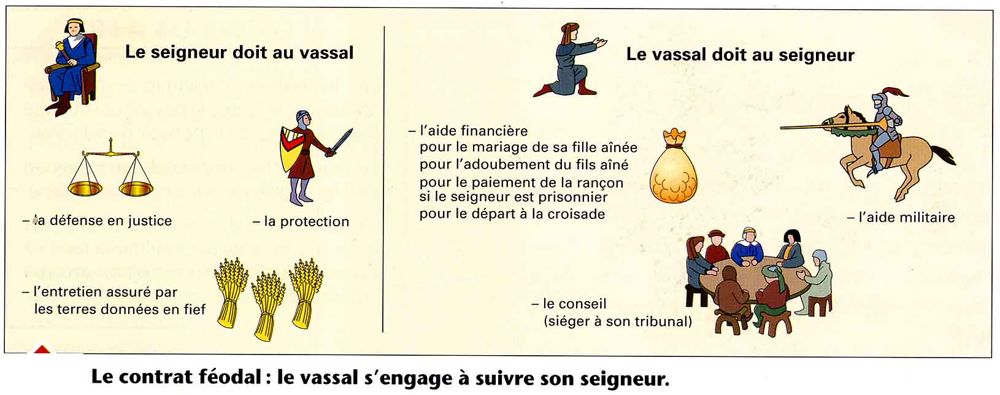 Le seigneur doit au vassal
– la défense en justice
– la protection
– l'entretien assuré par
les terres données en fief
Le vassal doit au seigneur
– l'aide financière
pour le mariage de sa fille aînée
pour l'adoubement du fils aîné
pour le paiement de la rançon
si le seigneur est prisonnier
pour le départ à la croisade
– l'aide militaire
– le conseil
(siéger à son tribunal)
Le contrat féodal : le vassal s'engage à suivre son seigneur.